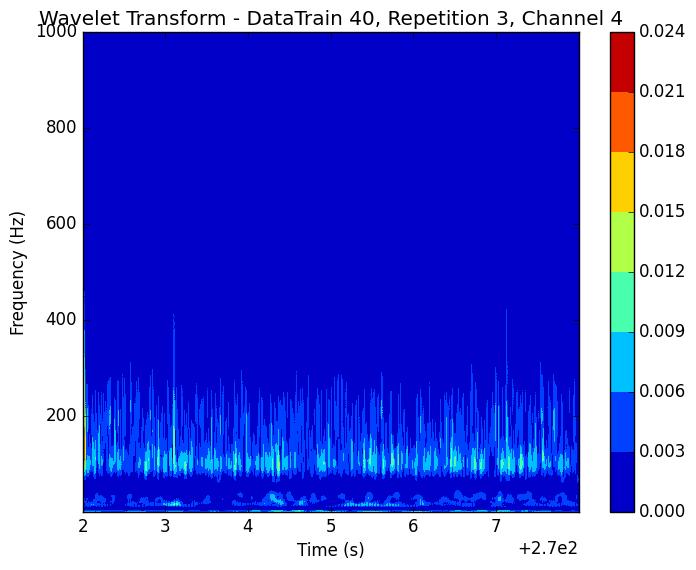 Wavelet Transform - DataTrain 40, Repetition 3, Channel 4
1000
800
600
400
200
Frequency (Hz)
2 3 4 5 6 7
+2.7e2
Time (s)
0.024
0.021
0.018
0.015
0.012
0.009
0.006
0.003
0.000